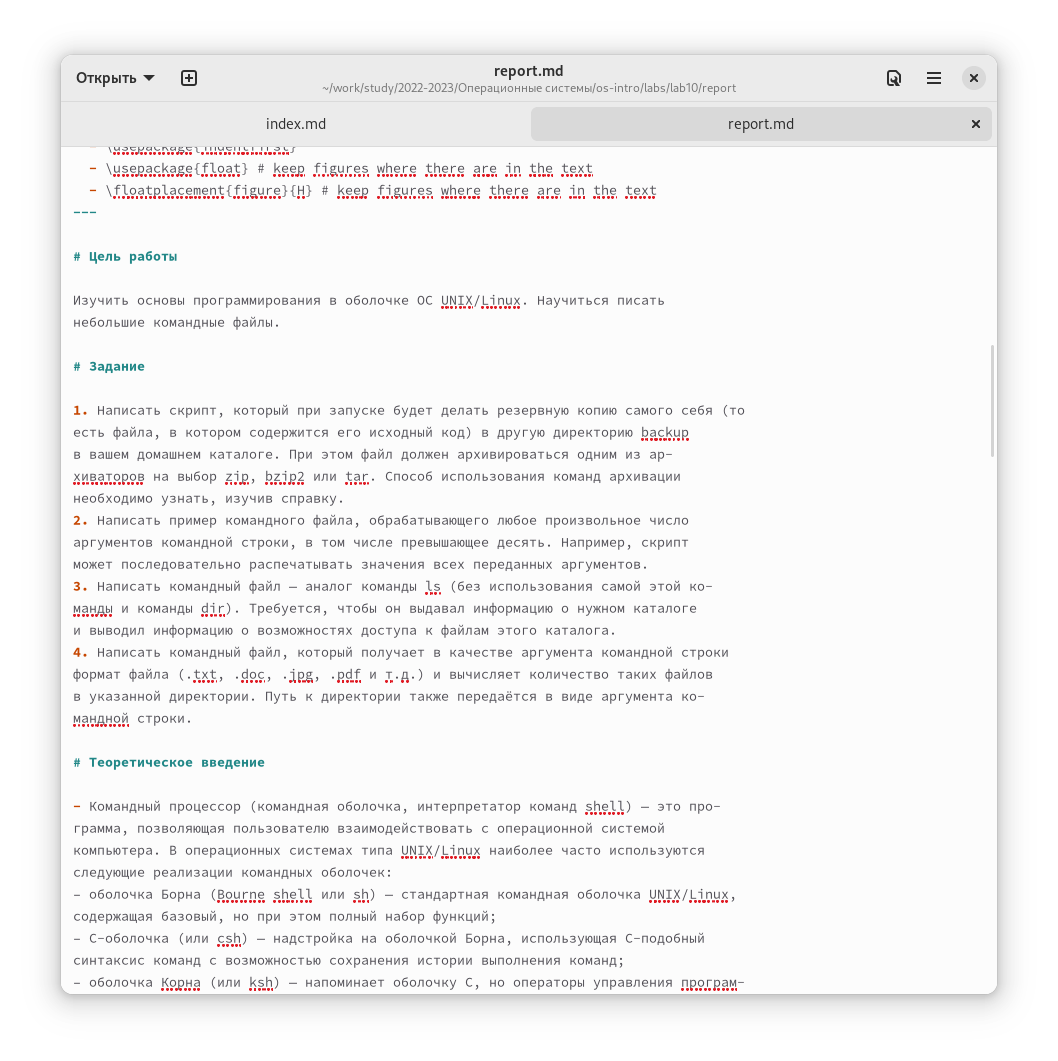 Открыть
report.md
~/work/study/2022-2023/Операционные системы/os-intro/labs/lab10/report
index.md
report.md
- \usepackage{indentfirst}
- \usepackage{float} # keep figures where there are in the text
- \floatplacement{figure}{H} # keep figures where there are in the text
---
# Цель работы
Изучить основы программирования в оболочке ОС UNIX/Linux. Научиться писать
небольшие командные файлы.
# Задание
1. Написать скрипт, который при запуске будет делать резервную копию самого себя (то
есть файла, в котором содержится его исходный код) в другую директорию backup
в вашем домашнем каталоге. При этом файл должен архивироваться одним из ар-
хиваторов на выбор zip, bzip2 или tar. Способ использования команд архивации
необходимо узнать, изучив справку.
2. Написать пример командного файла, обрабатывающего любое произвольное число
аргументов командной строки, в том числе превышающее десять. Например, скрипт
может последовательно распечатывать значения всех переданных аргументов.
3. Написать командный файл — аналог команды ls (без использования самой этой ко-
манды и команды dir). Требуется, чтобы он выдавал информацию о нужном каталоге
и выводил информацию о возможностях доступа к файлам этого каталога.
4. Написать командный файл, который получает в качестве аргумента командной строки
формат файла (.txt, .doc, .jpg, .pdf и т.д.) и вычисляет количество таких файлов
в указанной директории. Путь к директории также передаётся в виде аргумента ко-
мандной строки.
# Теоретическое введение
- Командный процессор (командная оболочка, интерпретатор команд shell) — это про-
грамма, позволяющая пользователю взаимодействовать с операционной системой
компьютера. В операционных системах типа UNIX/Linux наиболее часто используются
следующие реализации командных оболочек:
– оболочка Борна (Bourne shell или sh) — стандартная командная оболочка UNIX/Linux,
содержащая базовый, но при этом полный набор функций;
– С-оболочка (или csh) — надстройка на оболочкой Борна, использующая С-подобный
синтаксис команд с возможностью сохранения истории выполнения команд;
– оболочка Корна (или ksh) — напоминает оболочку С, но операторы управления програм-